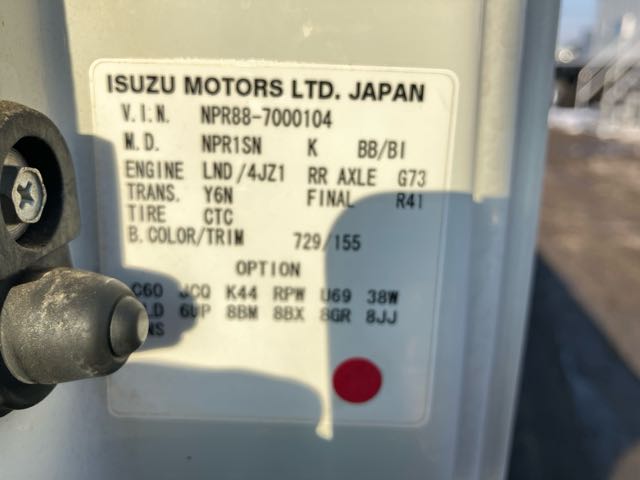 ISUZU MOTORS LTD. JAPAN
V.I.N. NPR88-7000104
M.D. NPR1SN K BB/BI
ENGINE LND/4JZ1 RR AXLE G73
TRANS. Y6N FINAL R41
TIRE CTC
B.COLOR/TRIM 729/155
OPTION
C60 JCQ K44 RPW U69 38W
6UP 8BM 8BX 8GR 8JJ